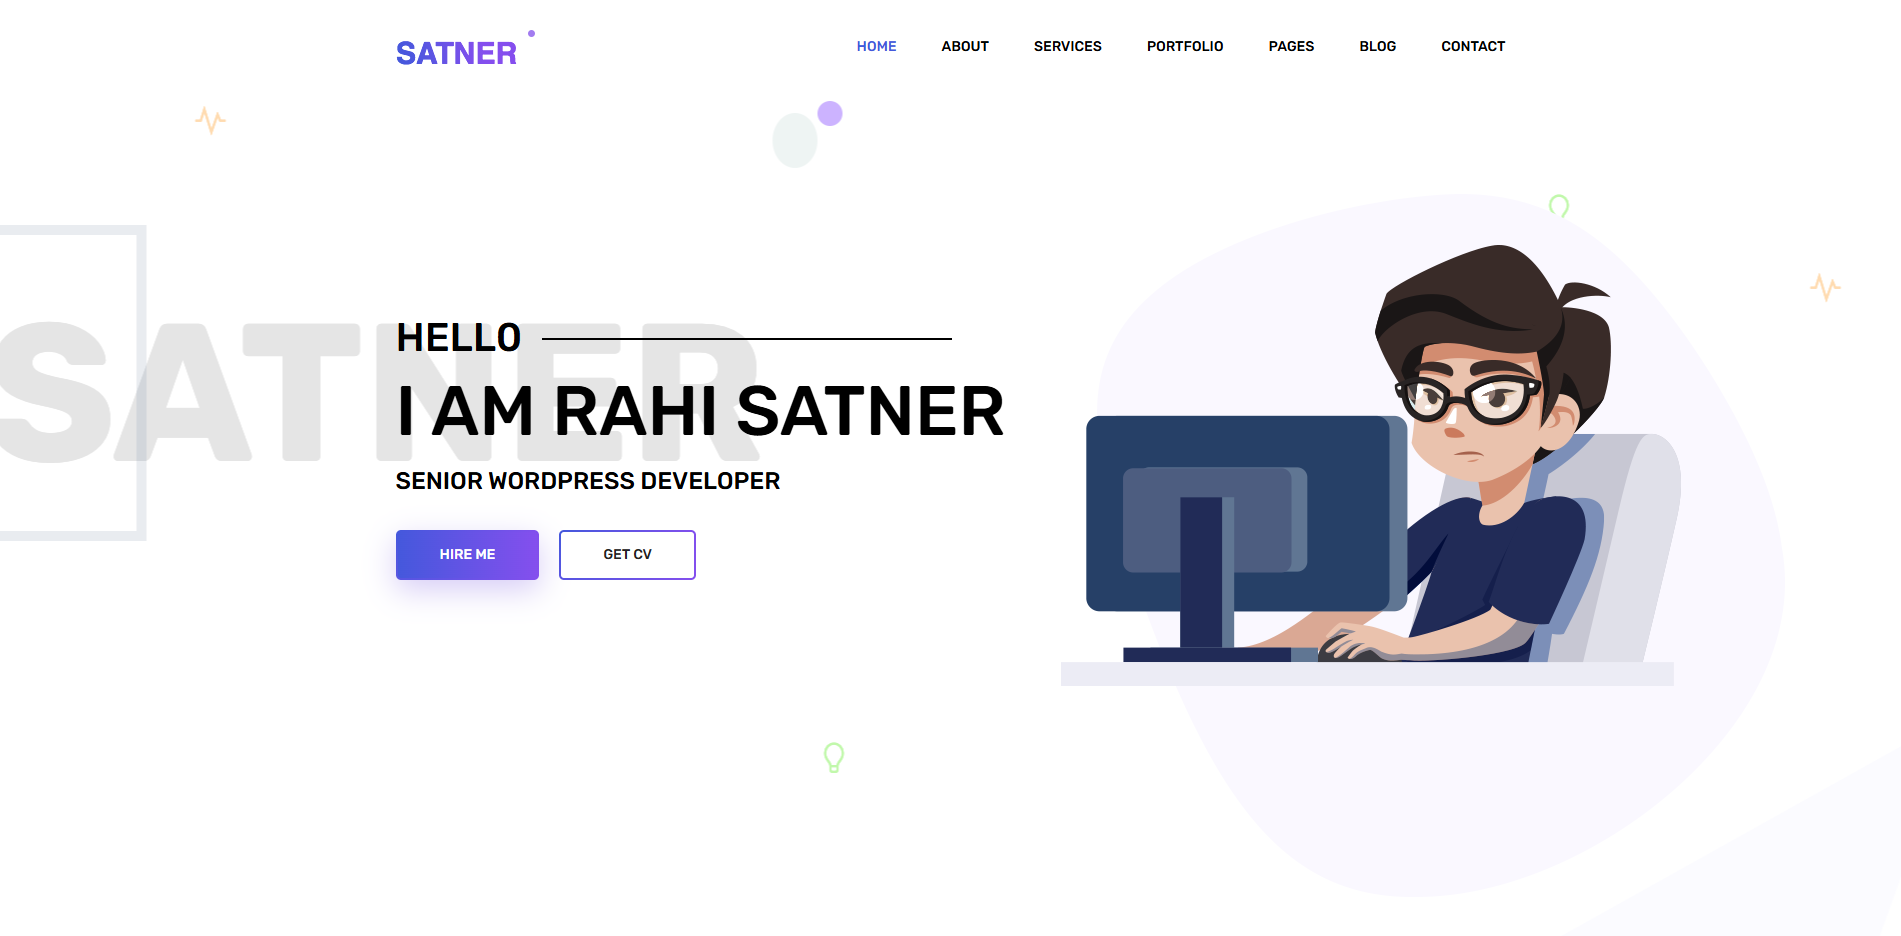 SATNER
HOME ABOUT SERVICES PORTFOLIO PAGES BLOG CONTACT
SATNER
HELLO
I AM RAHI SATNER
SENIOR WORDPRESS DEVELOPER
HIRE ME GET CV